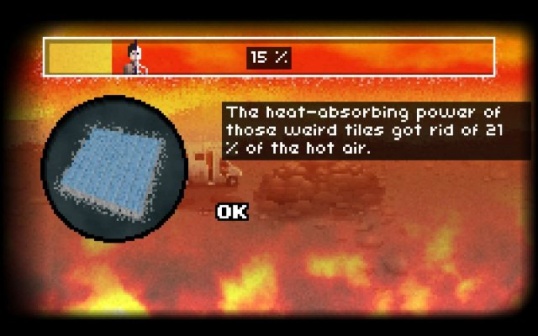 15 %
The heat-absorbing power of
those weird tiles got rid of 21
% of the hot air.
OK